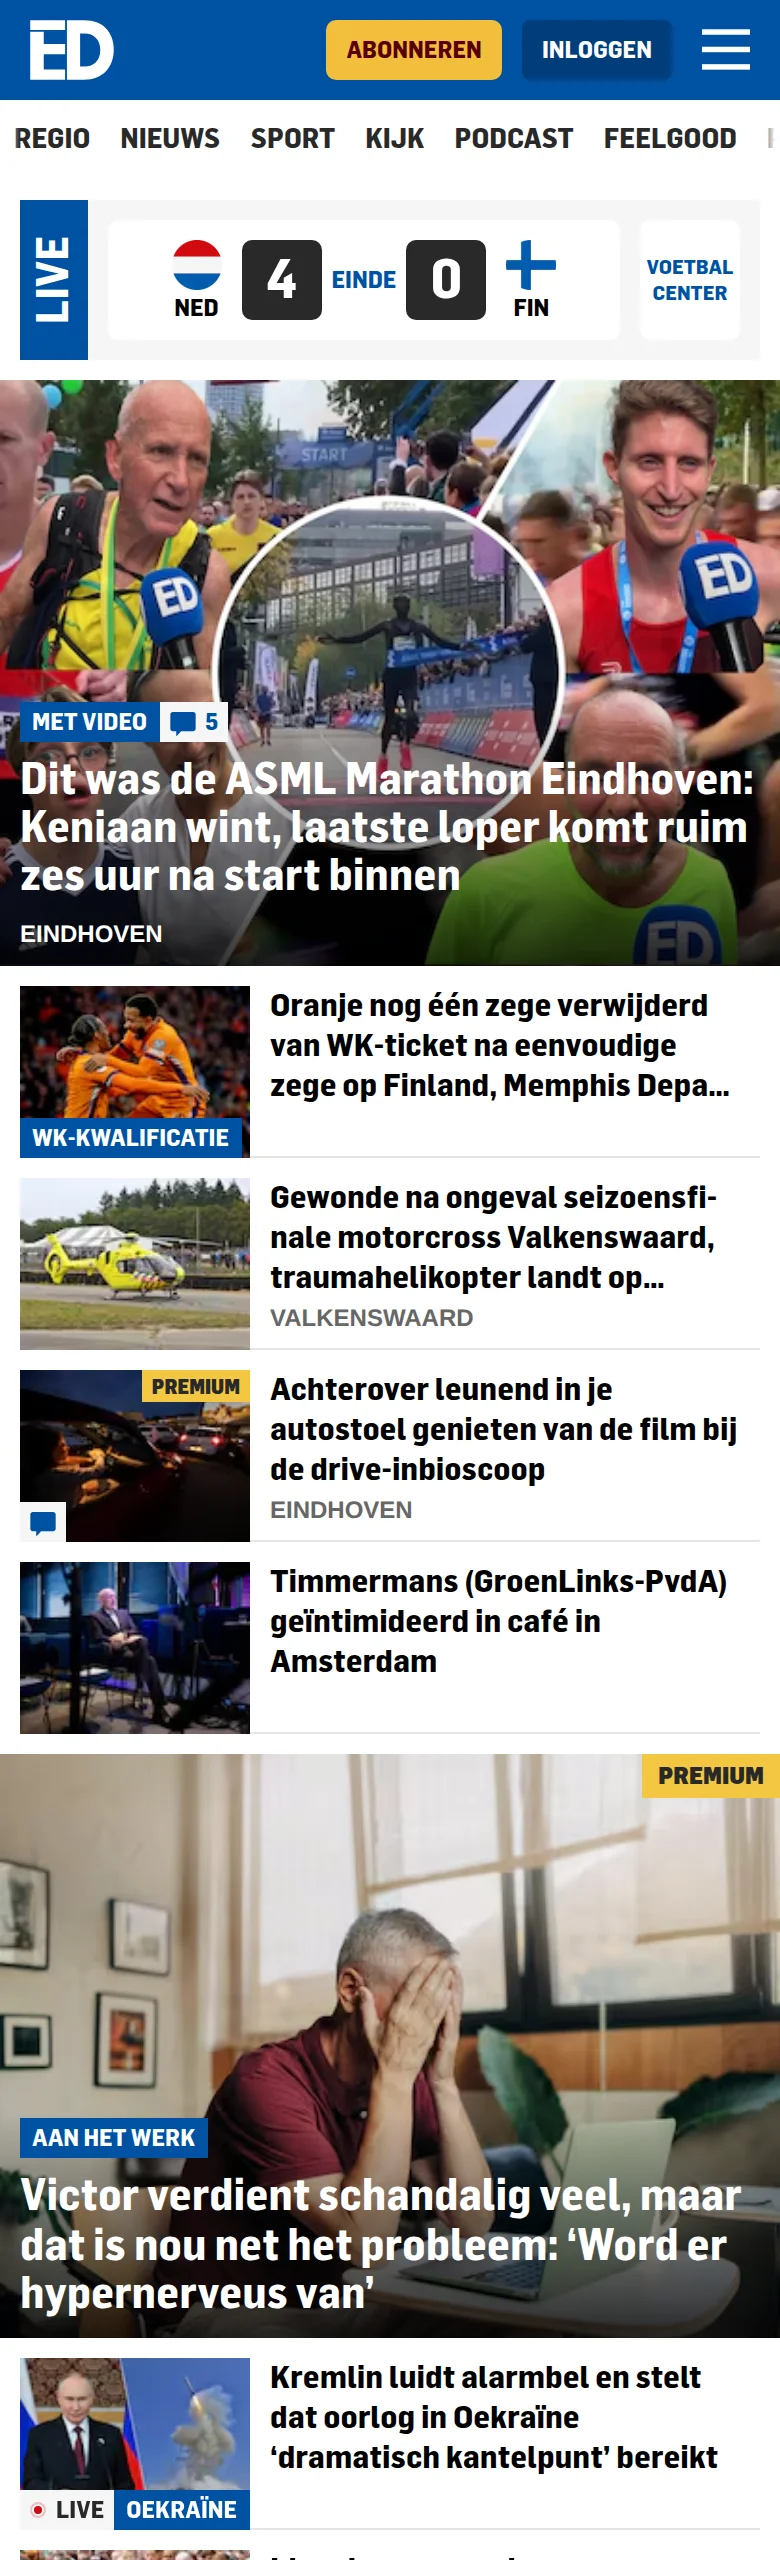 ED
ABONNEREN
INLOGGEN
REGIO NIEUWS SPORT KIJK PODCAST FEELGOOD
LIVE
NED
4
EINDE
0
FIN
VOETBAL
CENTER
START
ED
ED
ED
MET VIDEO
5
Dit was de ASML Marathon Eindhoven:
Keniaan wint, laatste loper komt ruim
zes uur na start binnen
EINDHOVEN
Oranje nog één zege verwijderd
van WK-ticket na eenvoudige
zege op Finland, Memphis Depa...
WK-KWALIFICATIE
Gewonde na ongeval seizoensfi-
nale motorcross Valkenswaard,
traumahelikopter landt op...
VALKENSWAARD
PREMIUM
Achterover leunend in je
autostoel genieten van de film bij
de drive-inbioscoop
EINDHOVEN
Timmermans (GroenLinks-PvdA)
geïntimideerd in café in
Amsterdam
PREMIUM
AAN HET WERK
Victor verdient schandalig veel, maar
dat is nou net het probleem: ‘Word er
hypernerveus van’
Kremlin luidt alarmbel en stelt
dat oorlog in Oekraïne
‘dramatisch kantelpunt’ bereikt
LIVE
OEKRAÏNE